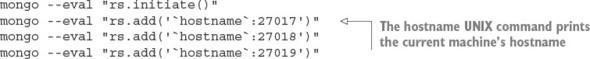 mongo --eval "rs.initiate()"
mongo --eval "rs.add('`hostname`:27017')"
mongo --eval "rs.add('`hostname`:27018')"
mongo --eval "rs.add('`hostname`:27019')"
The hostname UNIX command prints
the current machine's hostname